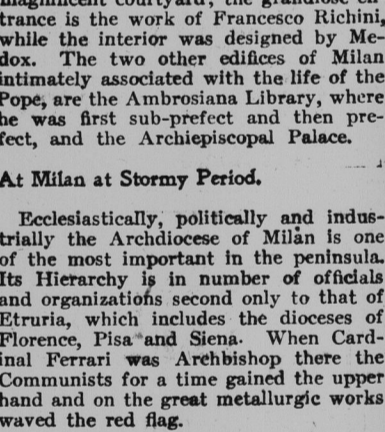 magnificent courtyard, the grandiose en-
trance is the work of Francesco Richini,
while the interior was designed by Me-
dox. The two other edifices of Milan
intimately associated with the life of the
Pope, are the Ambrosiana Library, where
he was first sub-prefect and then pre-
fect, and the Archiepiscopal Palace.
At Milan at Stormy Period.
Ecclesiastically, politically and indus-
trially the Archdiocese of Milan is one
of the most important in the peninsula.
Its Hierarchy is in number of officials
and organizations second only to that of
Etruria, which includes the dioceses of
Florence, Pisa and Siena. When Card-
inal Ferrari was Archbishop there the
Communists for a time gained the upper
hand and on the great metallurgic works
waved the red flag.